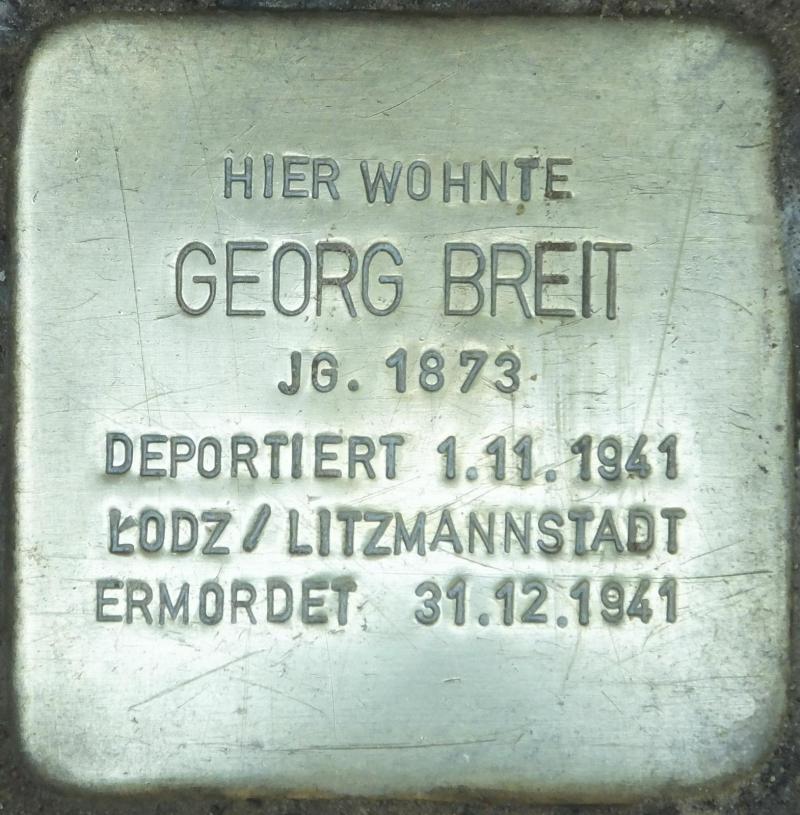 HIER WOHNTE
GEORG BREIT
JG. 1873
DEPORTIERT 1.11.1941
ŁODZ / LITZMANNSTADT
ERMORDET 31.12.1941